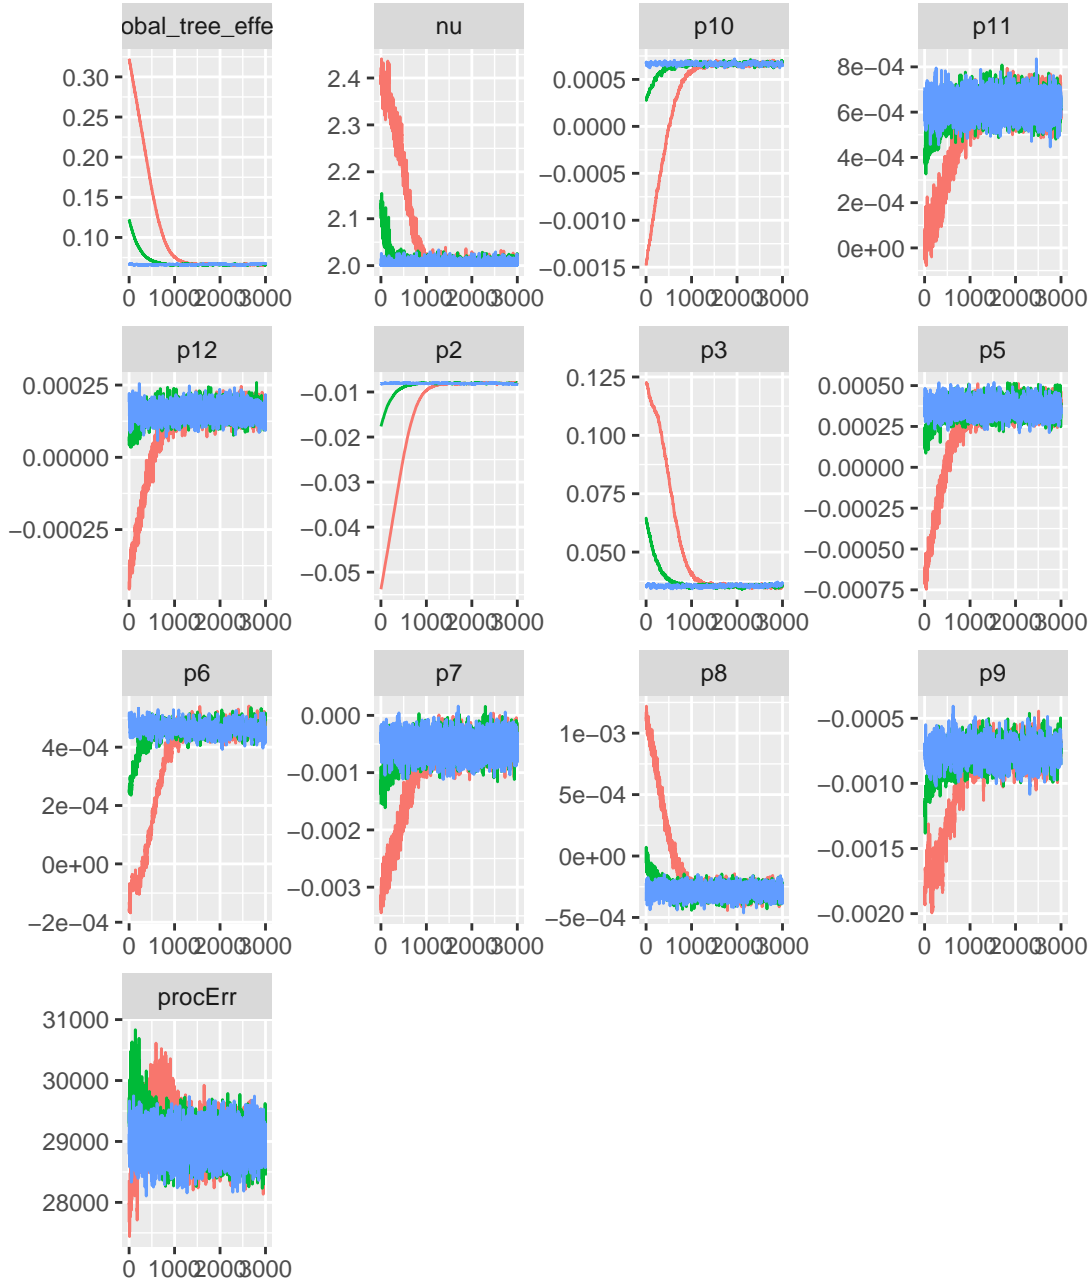 obal_tree_effe nu p10 p11
0.30
0.25
0.20
0.15
0.10
0 1000 2000 3000
2.4
2.3
2.2
2.1
2.0
0 1000 2000 3000
0.0005
0.0000
−0.0005
−0.0010
−0.0015
0 1000 2000 3000
8e−04
6e−04
4e−04
2e−04
0e+00
0 1000 2000 3000
p12 p2 p3 p5
0.00025
0.00000
−0.00025
0 1000 2000 3000
−0.01
−0.02
−0.03
−0.04
−0.05
0 1000 2000 3000
0.125
0.100
0.075
0.050
0 1000 2000 3000
0.00050
0.00025
0.00000
−0.00025
−0.00050
−0.00075
0 1000 2000 3000
p6 p7 p8 p9
4e−04
2e−04
0e+00
−2e−04
0 1000 2000 3000
0.000
−0.001
−0.002
−0.003
0 1000 2000 3000
1e−03
5e−04
0e+00
−5e−04
0 1000 2000 3000
−0.0005
−0.0010
−0.0015
−0.0020
0 1000 2000 3000
procErr
31000
30000
29000
28000
0 1000 2000 3000